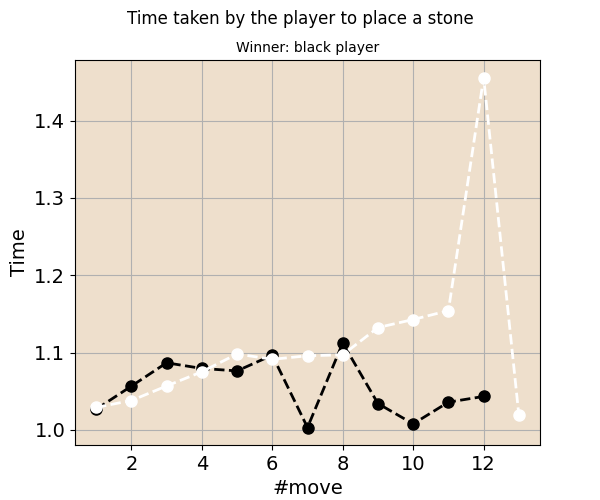 Time taken by the player to place a stone
Winner: black player
Time
1.4
1.3
1.2
1.1
1.0
2 4 6 8 10 12
#move